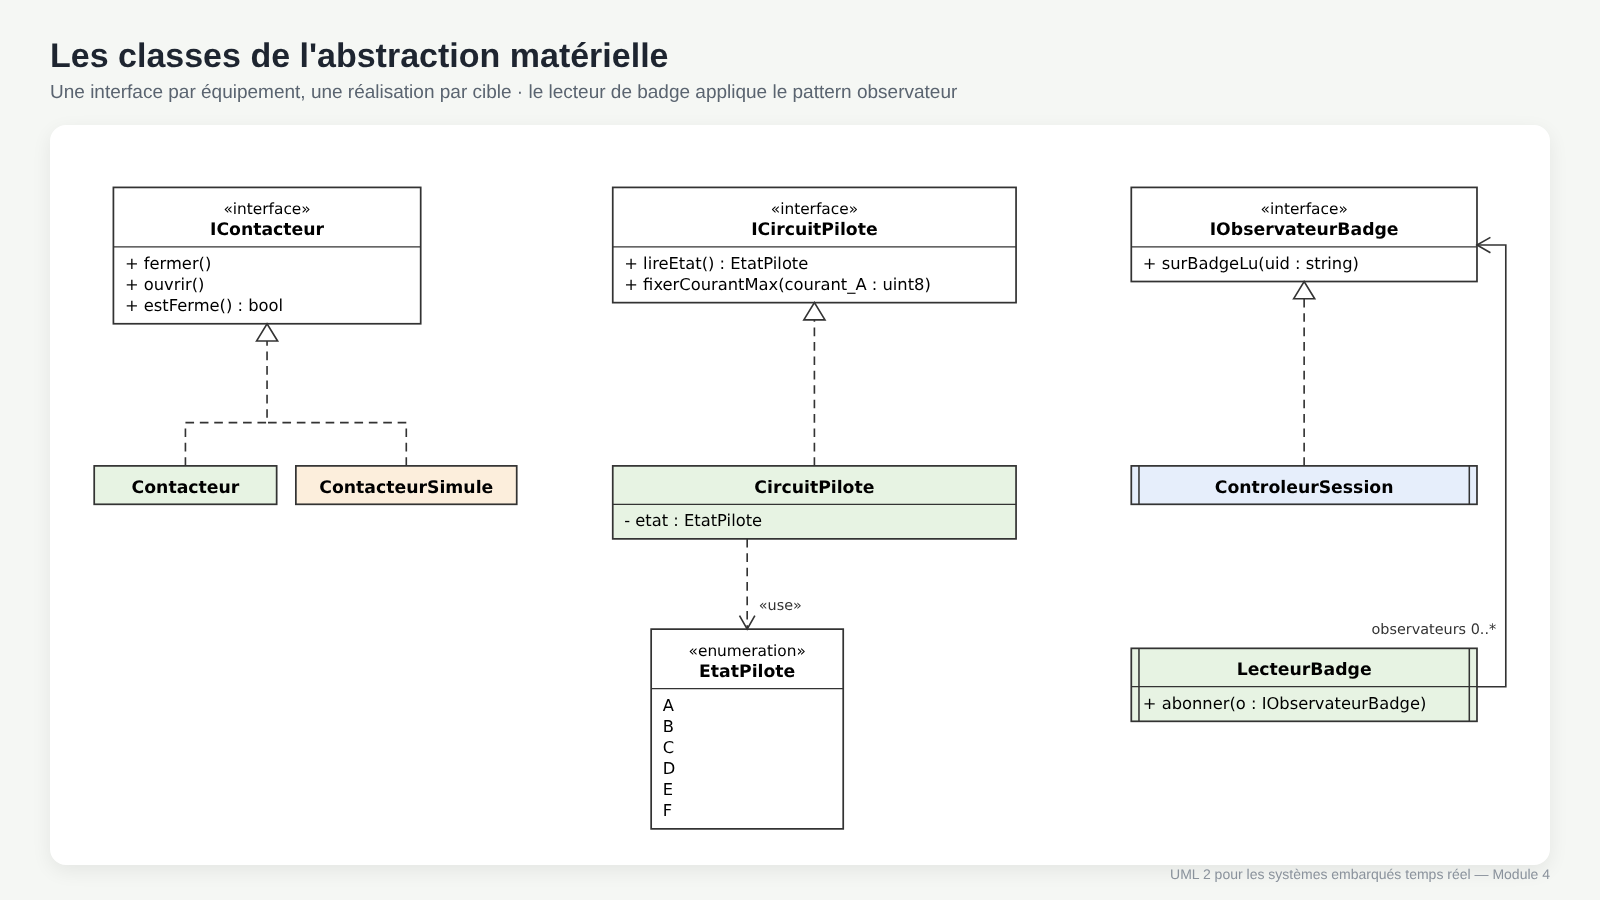 Les classes de l'abstraction matérielle
Une interface par équipement, une réalisation par cible · le lecteur de badge applique le pattern observateur
«interface»
IContacteur
+ fermer()
+ ouvrir()
+ estFerme() : bool
«interface»
ICircuitPilote
+ lireEtat() : EtatPilote
+ fixerCourantMax(courant_A : uint8)
«interface»
IObservateurBadge
+ surBadgeLu(uid : string)
Contacteur
ContacteurSimule
CircuitPilote
- etat : EtatPilote
ControleurSession
«use»
«enumeration»
EtatPilote
A
B
C
D
E
F
observateurs 0..*
LecteurBadge
+ abonner(o : IObservateurBadge)
UML 2 pour les systèmes embarqués temps réel — Module 4